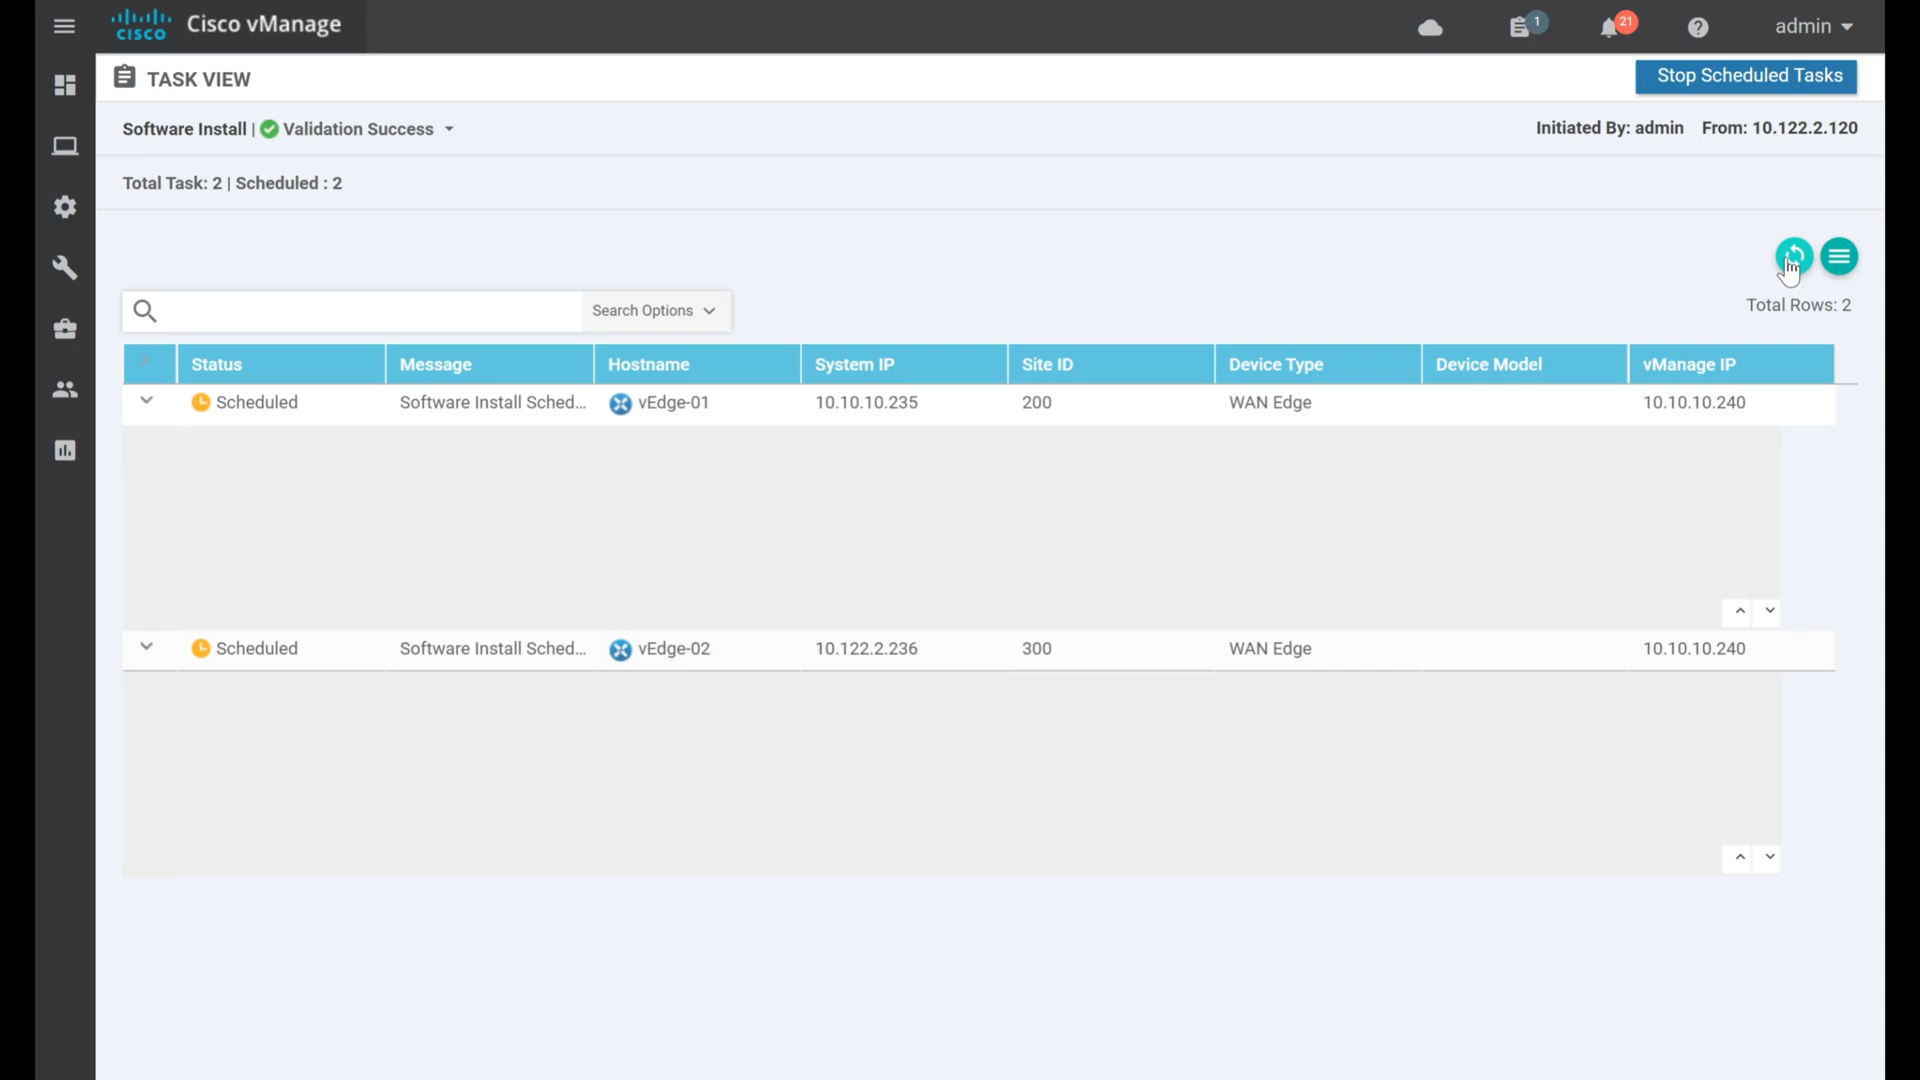 cisco Cisco vManage 1 21 admin
TASK VIEW Stop Scheduled Tasks
Software Install | Validation Success Initiated By: admin From: 10.122.2.120
Total Task: 2 | Scheduled : 2
Total Rows: 2
Search Options
Status Message Hostname System IP Site ID Device Type Device Model vManage IP
Scheduled Software Install Sched... vEdge-01 10.10.10.235 200 WAN Edge 10.10.10.240
Scheduled Software Install Sched... vEdge-02 10.122.2.236 300 WAN Edge 10.10.10.240